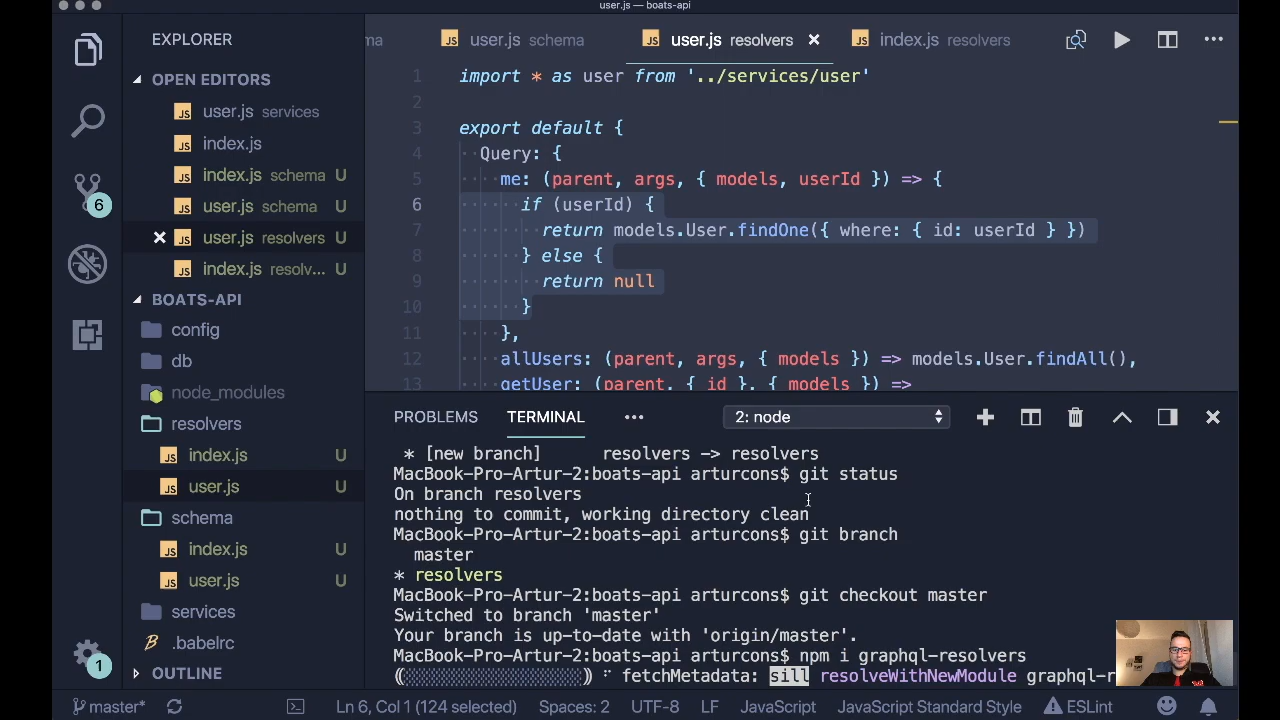 user.js — boats-api
EXPLORER
OPEN EDITORS
user.js services
index.js
index.js schema U
user.js schema U
user.js resolvers U
index.js resolv... U
BOATS-API
config
db
node_modules
resolvers
index.js U
user.js U
schema
index.js U
user.js U
services
.babelrc
OUTLINE
ma
user.js schema
user.js resolvers
index.js resolvers
1 import * as user from '../services/user'
2
3 export default {
4 Query: {
5 me: (parent, args, { models, userId }) => {
6 if (userId) {
7 return models.User.findOne({ where: { id: userId } })
8 } else {
9 return null
10 }
11 },
12 allUsers: (parent, args, { models }) => models.User.findAll(),
13 getUser: (parent, { id }, { models }) =>
PROBLEMS TERMINAL ... 2: node
* [new branch] resolvers -> resolvers
MacBook-Pro-Artur-2:boats-api arturcons$ git status
On branch resolvers
nothing to commit, working directory clean
MacBook-Pro-Artur-2:boats-api arturcons$ git branch
master
* resolvers
MacBook-Pro-Artur-2:boats-api arturcons$ git checkout master
Switched to branch 'master'
Your branch is up-to-date with 'origin/master'.
MacBook-Pro-Artur-2:boats-api arturcons$ npm i graphql-resolvers
(░░░░░░░░░░░░░░░░░░) ⠋ fetchMetadata: sill resolveWithNewModule graphql-r
6
1
master* Ln 6, Col 1 (124 selected) Spaces: 2 UTF-8 LF JavaScript JavaScript Standard Style ESLint